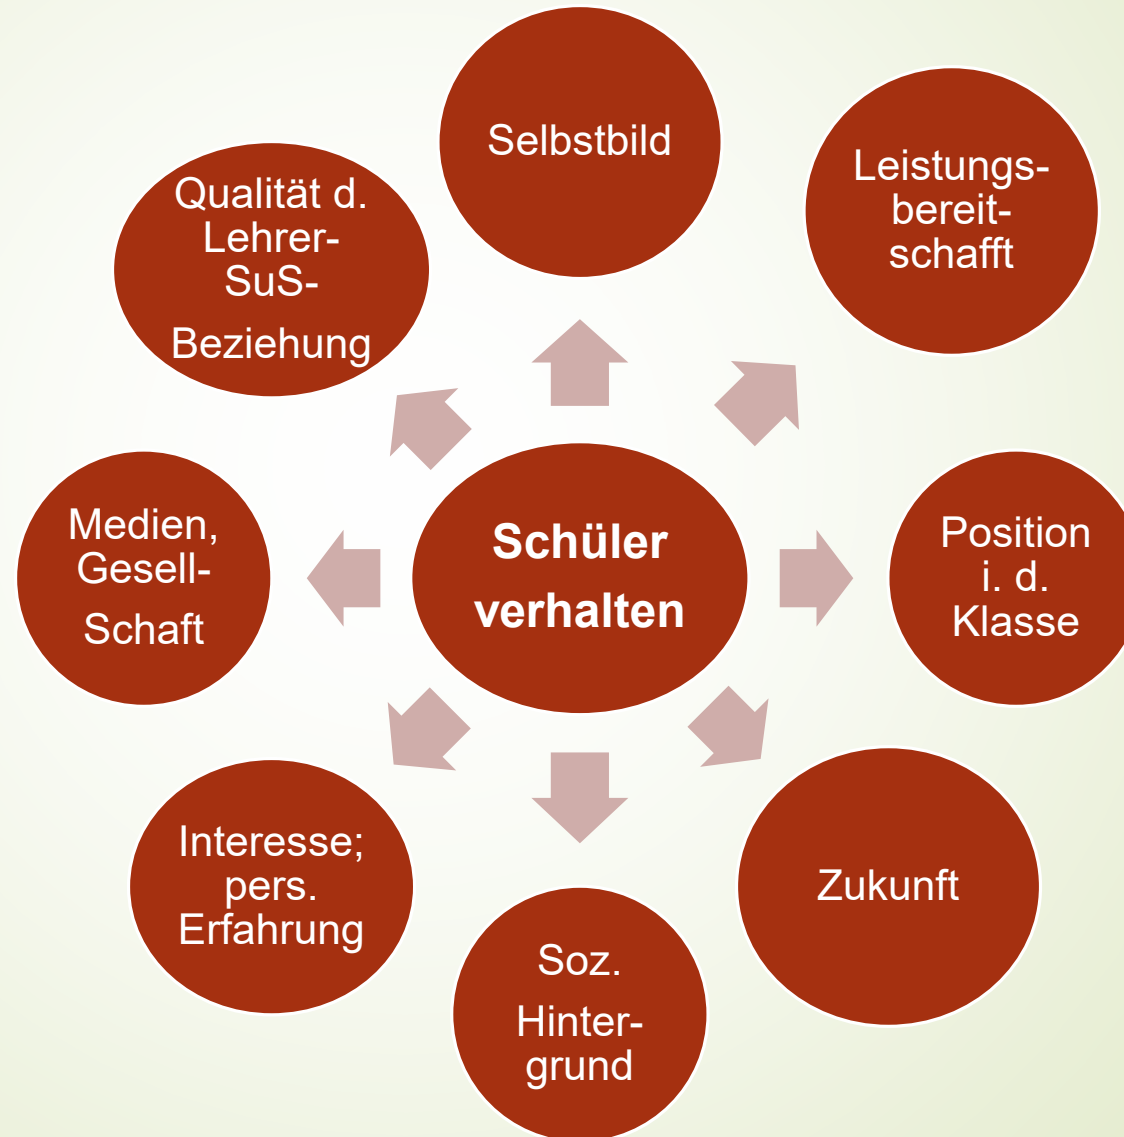 Selbstbild
Leistungs-
bereit-
schafft
Qualität d.
Lehrer-
SuS-
Beziehung
Medien,
Gesell-
Schaft
Schüler
verhalten
Position
i. d.
Klasse
Interesse;
pers.
Erfahrung
Zukunft
Soz.
Hinter-
grund